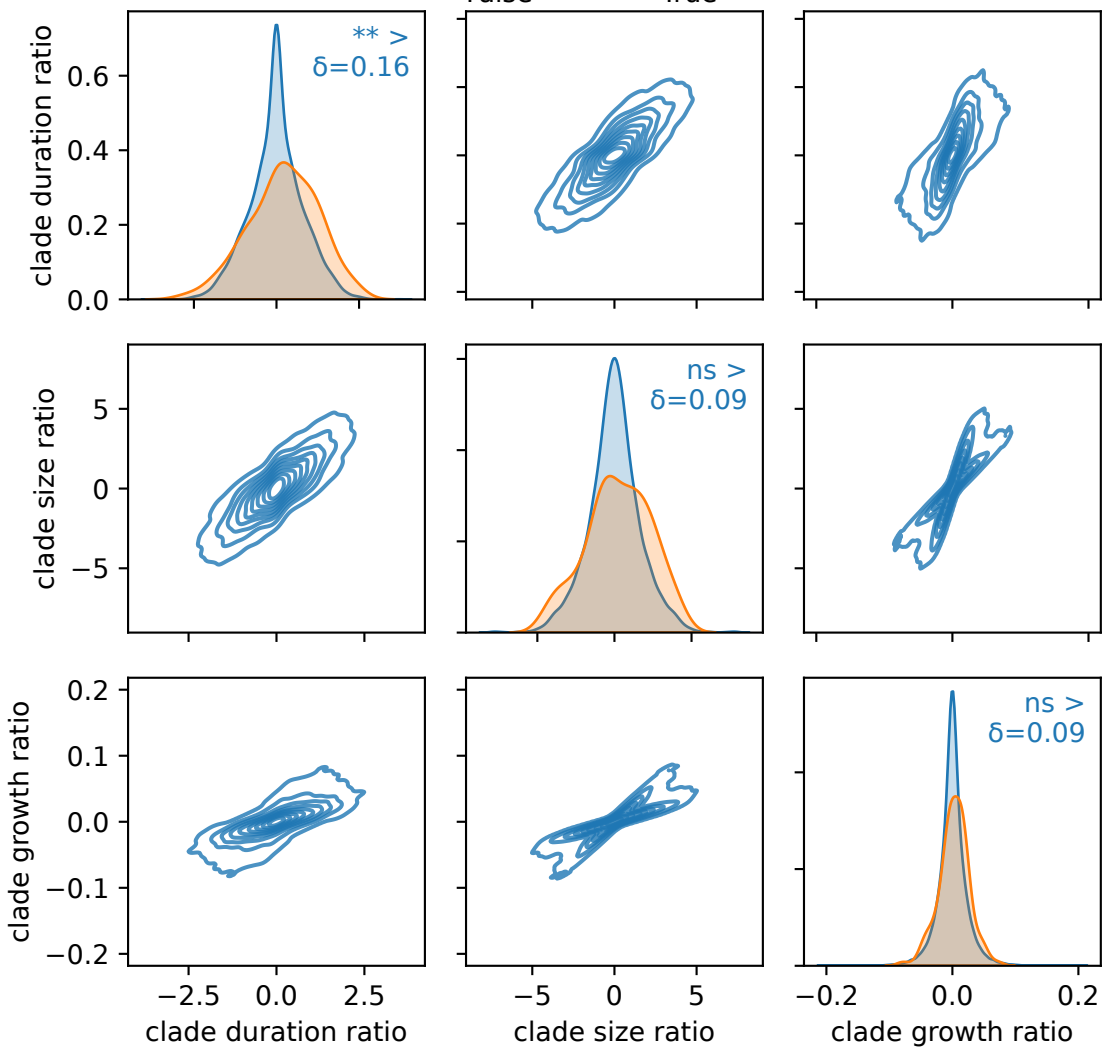 clade duration ratio
0.6
0.4
0.2
0.0
** >
δ=0.16
clade size ratio
5
0
−5
ns >
δ=0.09
clade growth ratio
0.2
0.1
0.0
−0.1
−0.2
ns >
δ=0.09
−2.5 0.0 2.5
clade duration ratio
−5 0 5
clade size ratio
−0.2 0.0 0.2
clade growth ratio